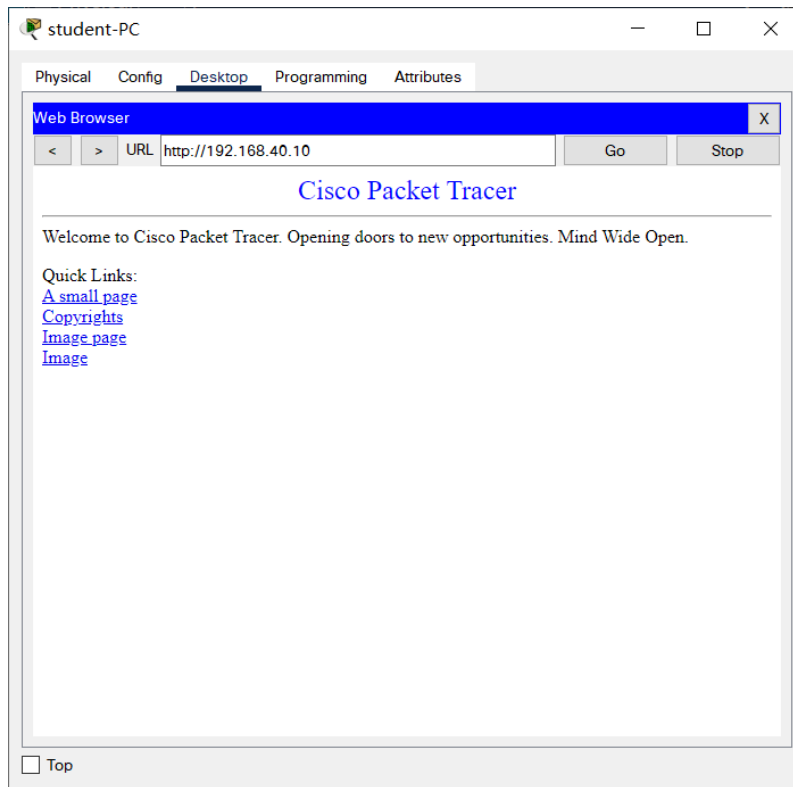 student-PC
Physical Config Desktop Programming Attributes
Web Browser X
< > URL http://192.168.40.10 Go Stop
Cisco Packet Tracer
Welcome to Cisco Packet Tracer. Opening doors to new opportunities. Mind Wide Open.
Quick Links:
A small page
Copyrights
Image page
Image
Top